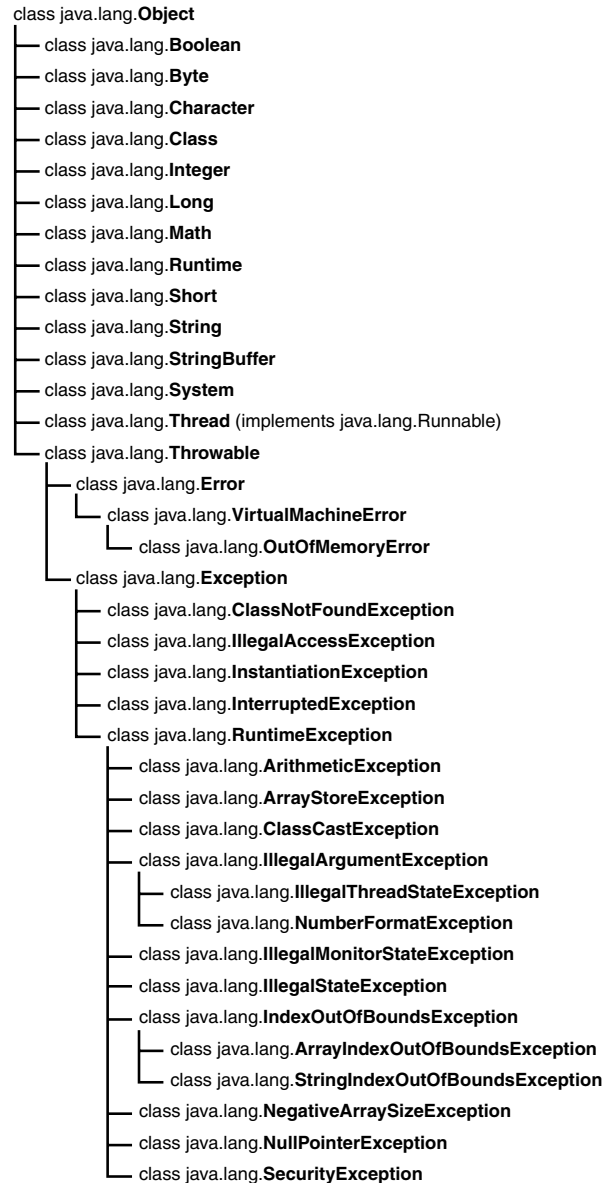 class java.lang.Object
class java.lang.Boolean
class java.lang.Byte
class java.lang.Character
class java.lang.Class
class java.lang.Integer
class java.lang.Long
class java.lang.Math
class java.lang.Runtime
class java.lang.Short
class java.lang.String
class java.lang.StringBuffer
class java.lang.System
class java.lang.Thread (implements java.lang.Runnable)
class java.lang.Throwable
class java.lang.Error
class java.lang.VirtualMachineError
class java.lang.OutOfMemoryError
class java.lang.Exception
class java.lang.ClassNotFoundException
class java.lang.IllegalAccessException
class java.lang.InstantiationException
class java.lang.InterruptedException
class java.lang.RuntimeException
class java.lang.ArithmeticException
class java.lang.ArrayStoreException
class java.lang.ClassCastException
class java.lang.IllegalArgumentException
class java.lang.IllegalThreadStateException
class java.lang.NumberFormatException
class java.lang.IllegalMonitorStateException
class java.lang.IllegalStateException
class java.lang.IndexOutOfBoundsException
class java.lang.ArrayIndexOutOfBoundsException
class java.lang.StringIndexOutOfBoundsException
class java.lang.NegativeArraySizeException
class java.lang.NullPointerException
class java.lang.SecurityException